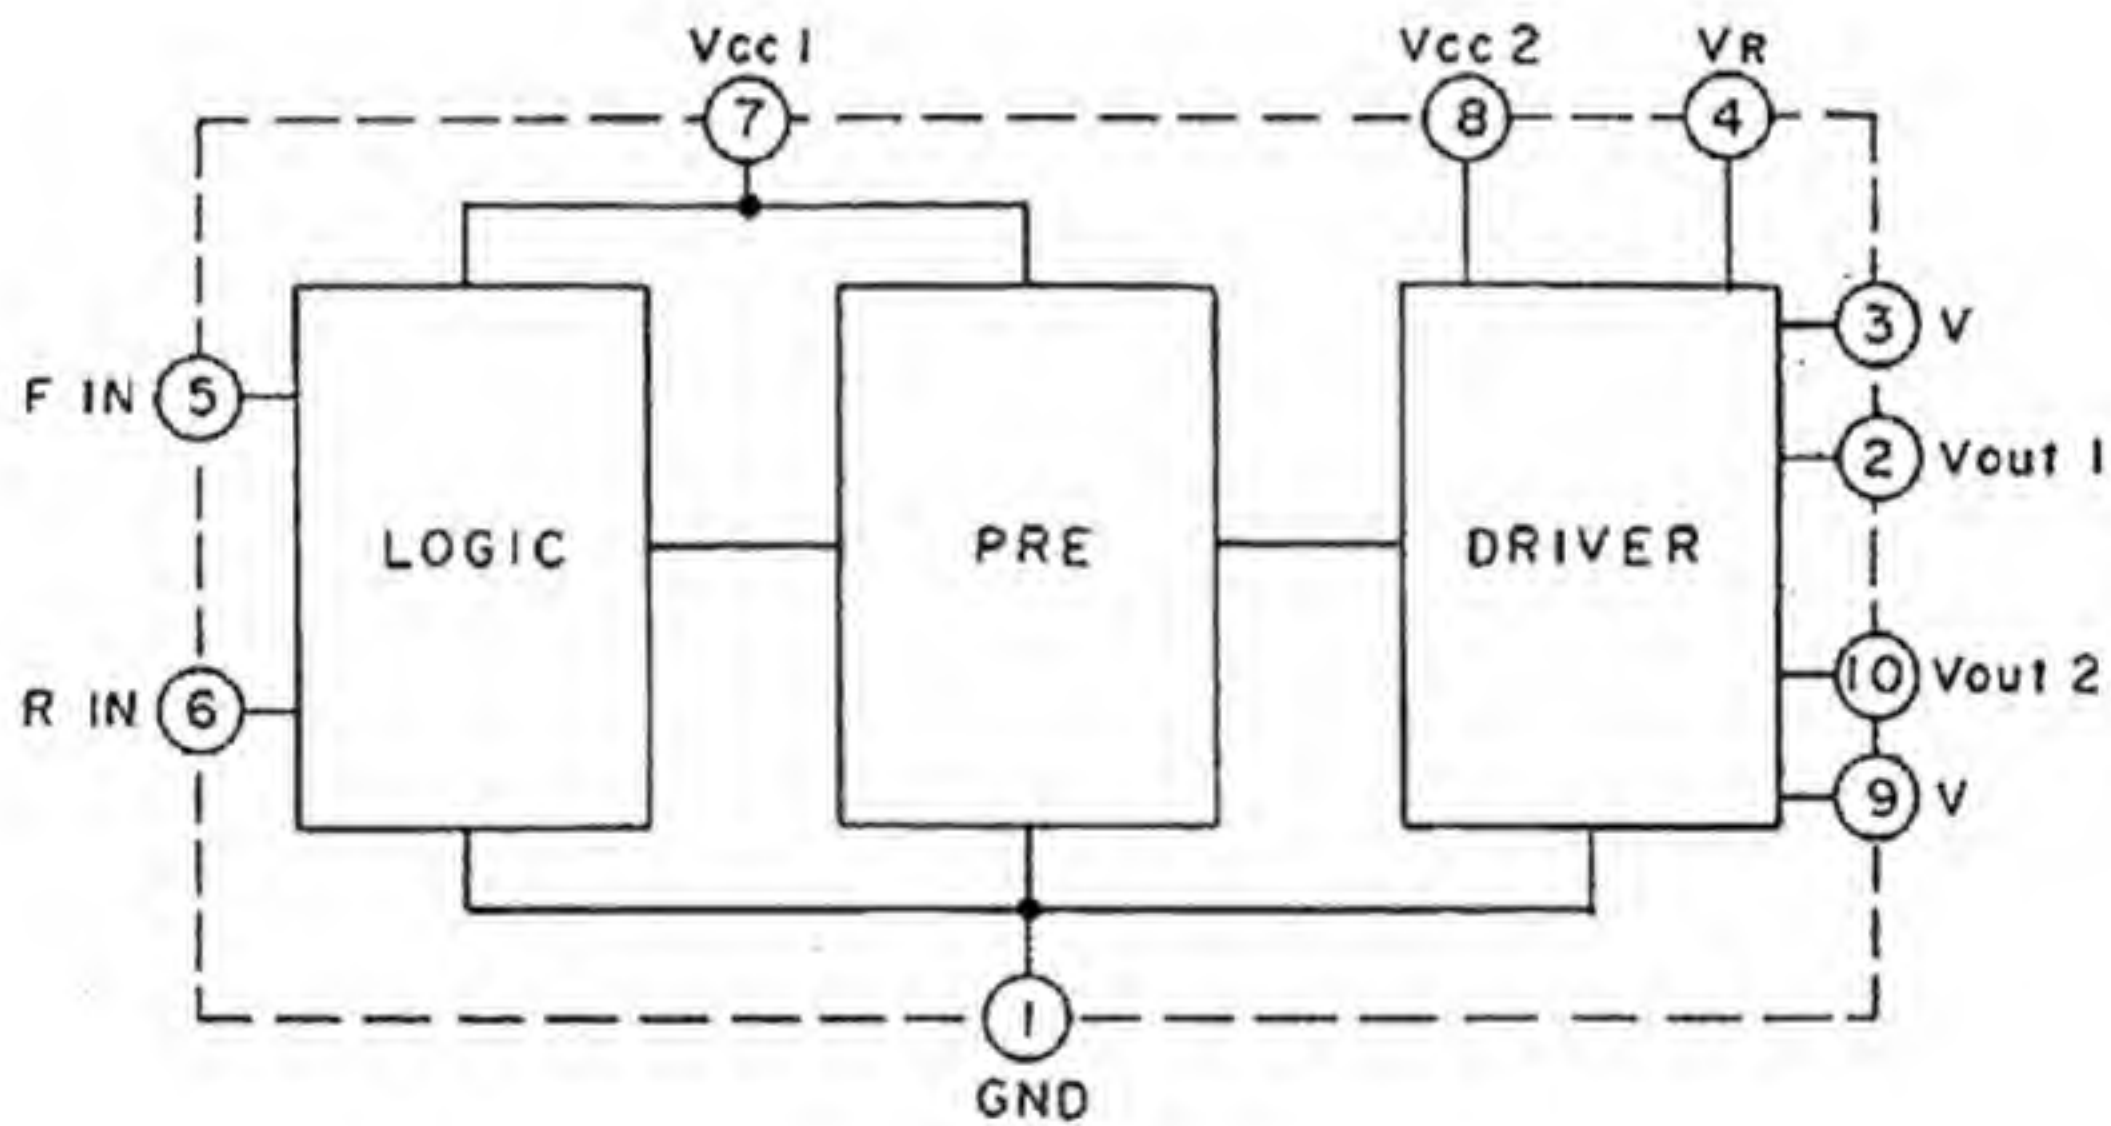 Vcc 1
Vcc 2
VR
7
8
4
3 V
F IN 5
2 Vout 1
LOGIC
PRE
DRIVER
R IN 6
10 Vout 2
9 V
1
GND